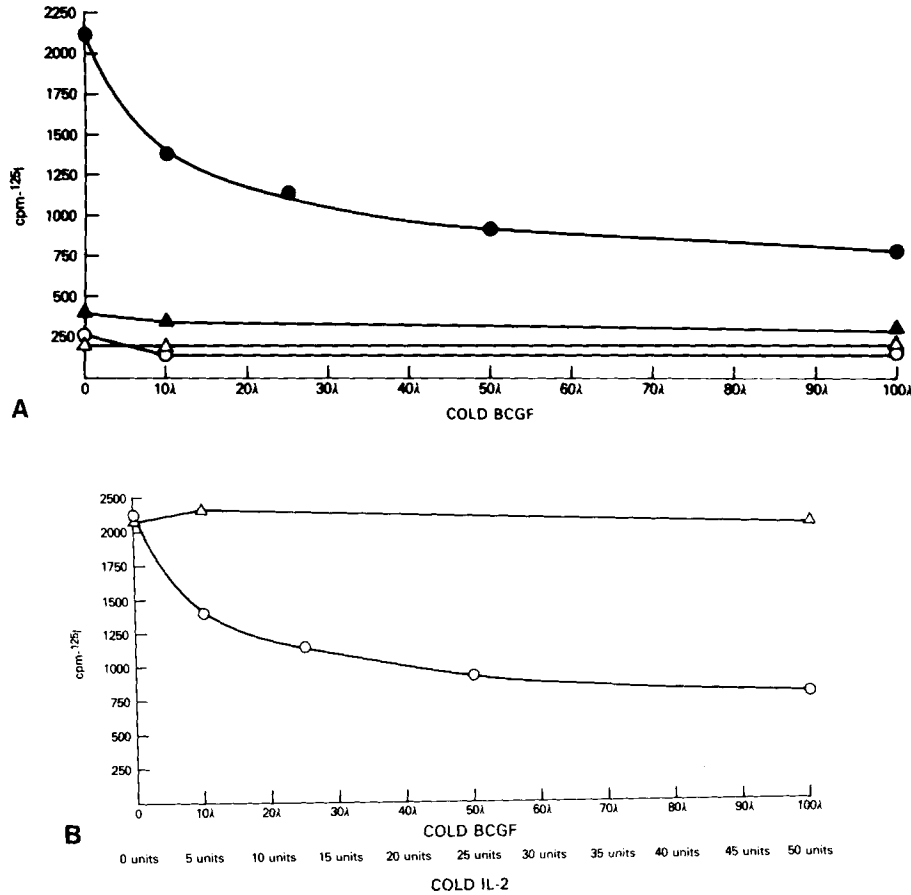 2250
2000
1750
1500
1250
1000
750
500
250
cpm-125I
0 10λ 20λ 30λ 40λ 50λ 60λ 70λ 80λ 90λ 100λ
COLD BCGF
A
2500
2250
2000
1750
1500
1250
1000
750
500
250
cpm-125I
0 10λ 20λ 30λ 40λ 50λ 60λ 70λ 80λ 90λ 100λ
COLD BCGF
B
0 units 5 units 10 units 15 units 20 units 25 units 30 units 35 units 40 units 45 units 50 units
COLD IL-2